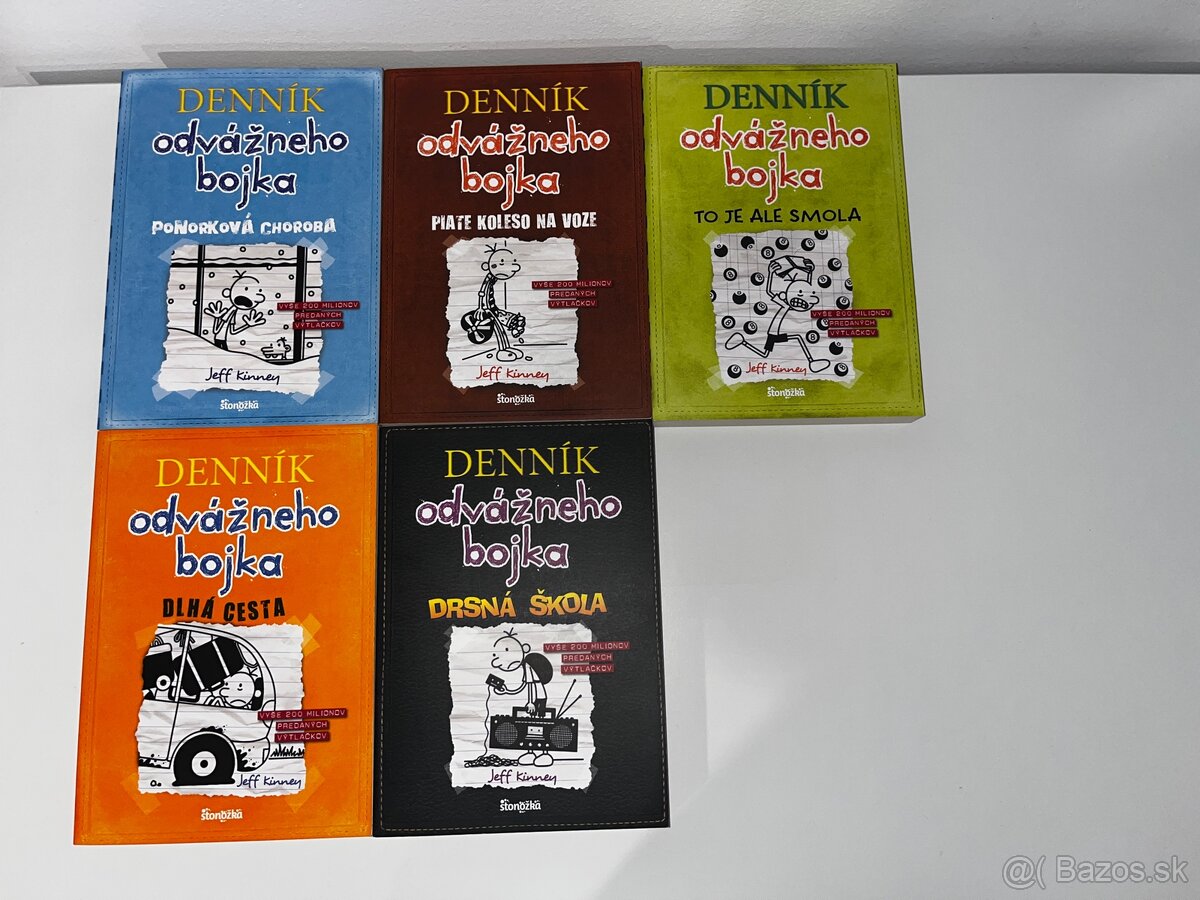 DENNÍK
odvážneho
bojka
PONORKOVÁ CHOROBA
VYŠE 200 MILIONOV
PREDANÝCH
VÝTLAČKOV
Jeff Kinney
stonožka
DENNÍK
odvážneho
bojka
PIATE KOLESO NA VOZE
VYŠE 200 MILIONOV
PREDANÝCH
VÝTLAČKOV
Jeff Kinney
stonožka
DENNÍK
odvážneho
bojka
TO JE ALE SMOLA
8
VYŠE 200 MILIONOV
PREDANÝCH
VÝTLAČKOV
Jeff Kinney
stonožka
DENNÍK
odvážneho
bojka
DLHÁ CESTA
VYŠE 200 MILIONOV
PREDANÝCH
VÝTLAČKOV
Jeff Kinney
stonožka
DENNÍK
odvážneho
bojka
DRSNÁ ŠKOLA
VYŠE 200 MILIONOV
PREDANÝCH
VÝTLAČKOV
Jeff Kinney
stonožka
@( Bazos.sk